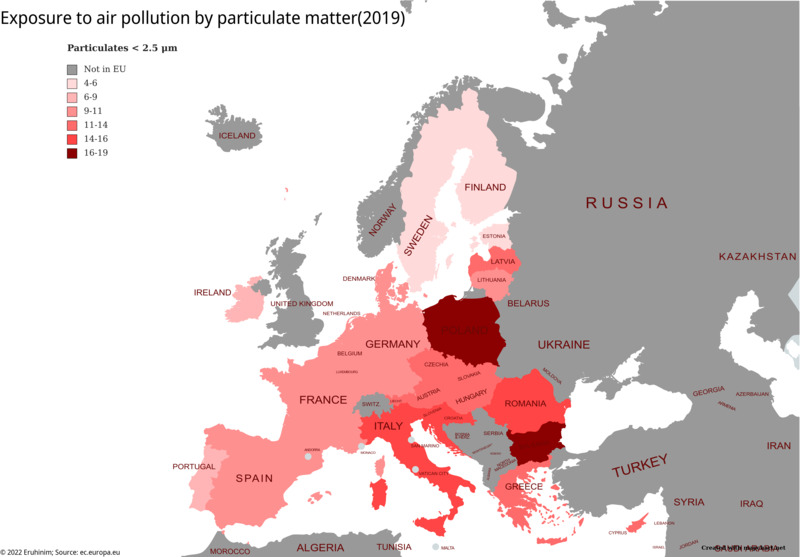 Exposure to air pollution by particulate matter(2019)
Particulates < 2.5 μm
Not in EU
4-6
6-9
9-11
11-14
14-16
16-19
ICELAND
FINLAND
NORWAY
SWEDEN
RUSSIA
ESTONIA
LATVIA
KAZAKHSTAN
DENMARK
LITHUANIA
IRELAND
UNITED KINGDOM
NETHERLANDS
BELARUS
POLAND
GERMANY
UKRAINE
BELGIUM
LUXEMBOURG
CZECHIA
SLOVAKIA
MOLDOVA
AUSTRIA
HUNGARY
FRANCE
SWITZ.
ROMANIA
GEORGIA
AZERBAIJAN
ARMENIA
CROATIA
ITALY
SERBIA
BOSNIA
& HERZ.
SAN MARINO
ANDORRA
MONACO
PORTUGAL
SPAIN
VATICAN CITY
TURKEY
IRAN
GREECE
SYRIA
IRAQ
CYPRUS
LEBANON
ISRAEL
JORDAN
MOROCCO
ALGERIA
TUNISIA
MALTA
SAUDI ARABIA
© 2022 Eruhinim; Source: ec.europa.eu
Created with mapchart.net